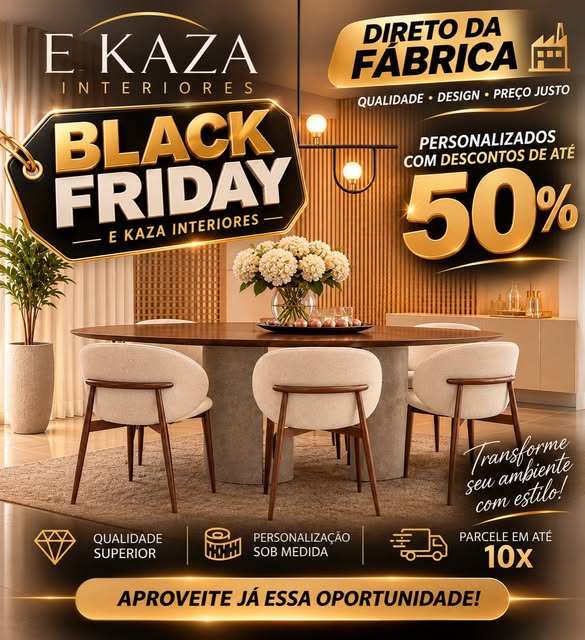 E KAZA
INTERIORES
DIRETO DA
FÁBRICA
QUALIDADE • DESIGN • PREÇO JUSTO
BLACK
FRIDAY
E KAZA INTERIORES
PERSONALIZADOS
COM DESCONTOS DE ATÉ
50%
Transforme
seu ambiente
com estilo!
QUALIDADE
SUPERIOR
PERSONALIZAÇÃO
SOB MEDIDA
PARCELE EM ATÉ
10X
APROVEITE JÁ ESSA OPORTUNIDADE!